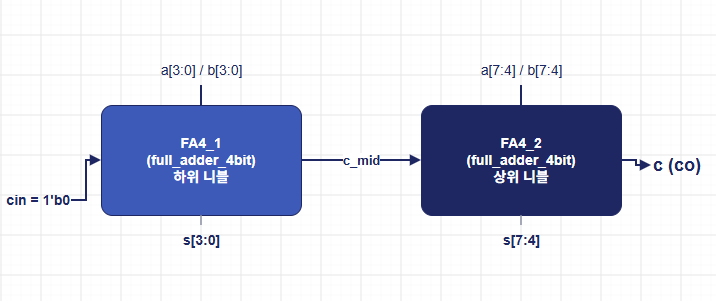 a[3:0] / b[3:0]
a[7:4] / b[7:4]
FA4_1
(full_adder_4bit)
하위 니블
FA4_2
(full_adder_4bit)
상위 니블
cin = 1'b0
c_mid
c (co)
s[3:0]
s[7:4]